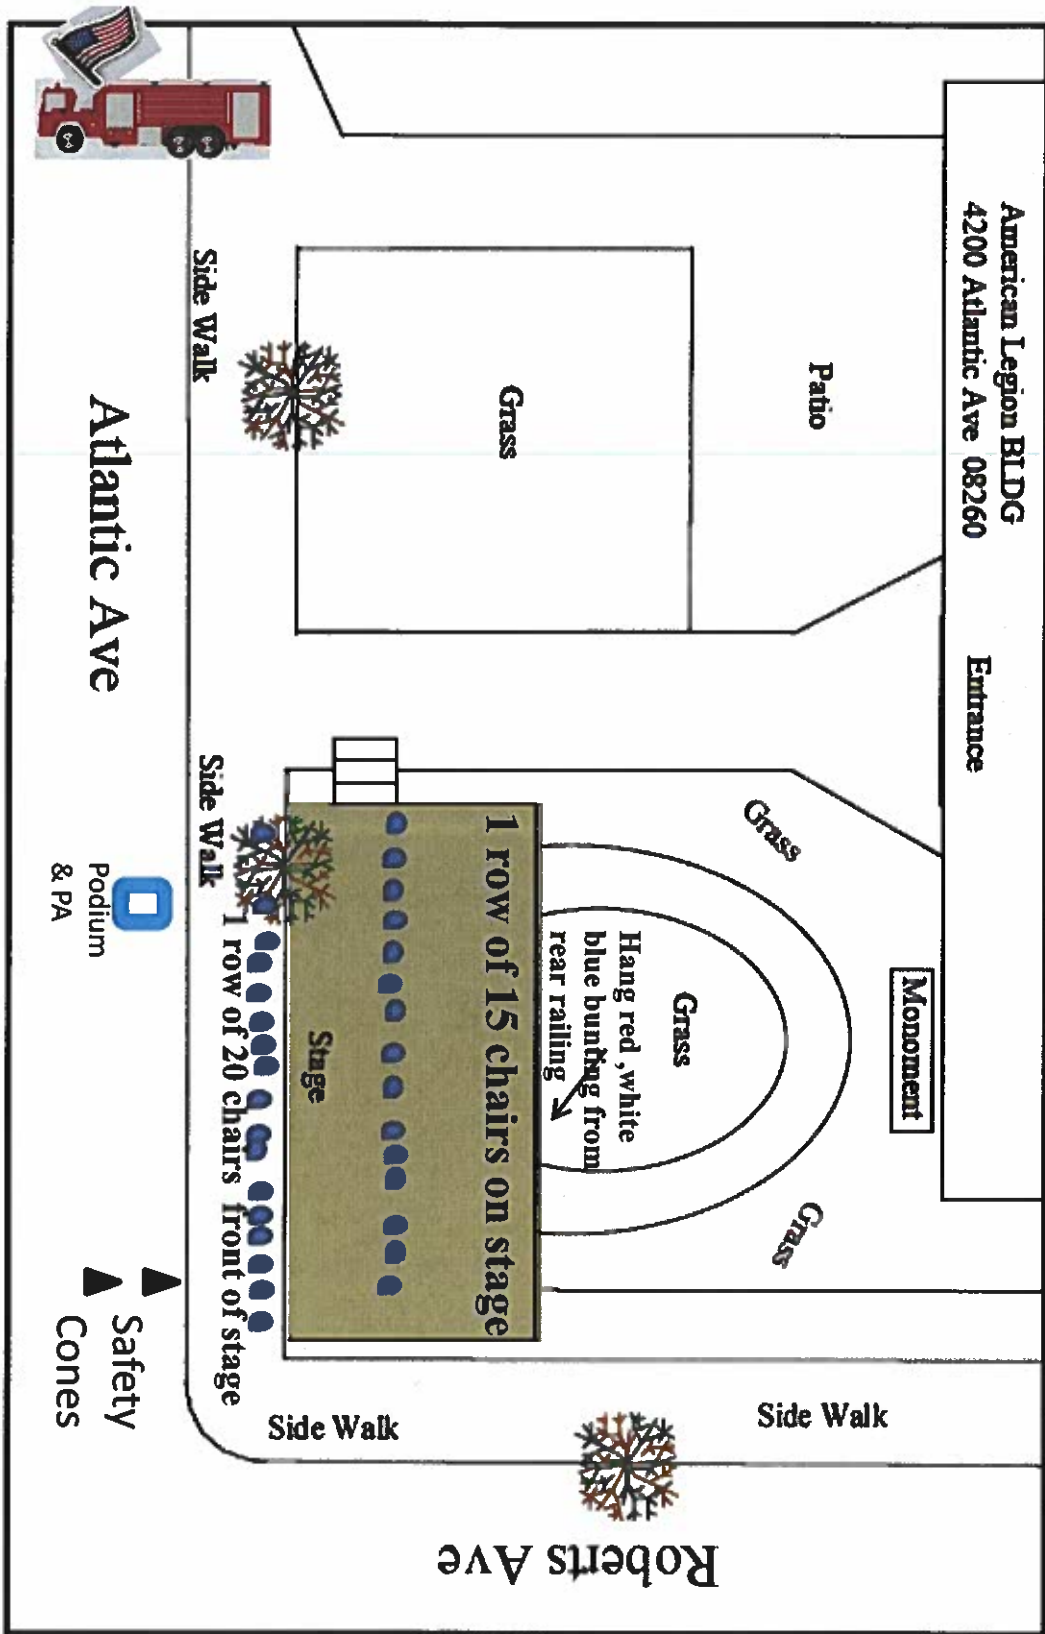 American Legion BLDG
4200 Atlantic Ave 08260
Entrance
Patio
Monoment
Grass
Grass
Grass
Grass
Hang red ,white
blue bunting from
rear railing
1 row of 15 chairs on stage
Stage
1 row of 20 chairs front of stage
Side Walk
Side Walk
Side Walk
Side Walk
Podium
& PA
Safety
Cones
Atlantic Ave
Roberts Ave